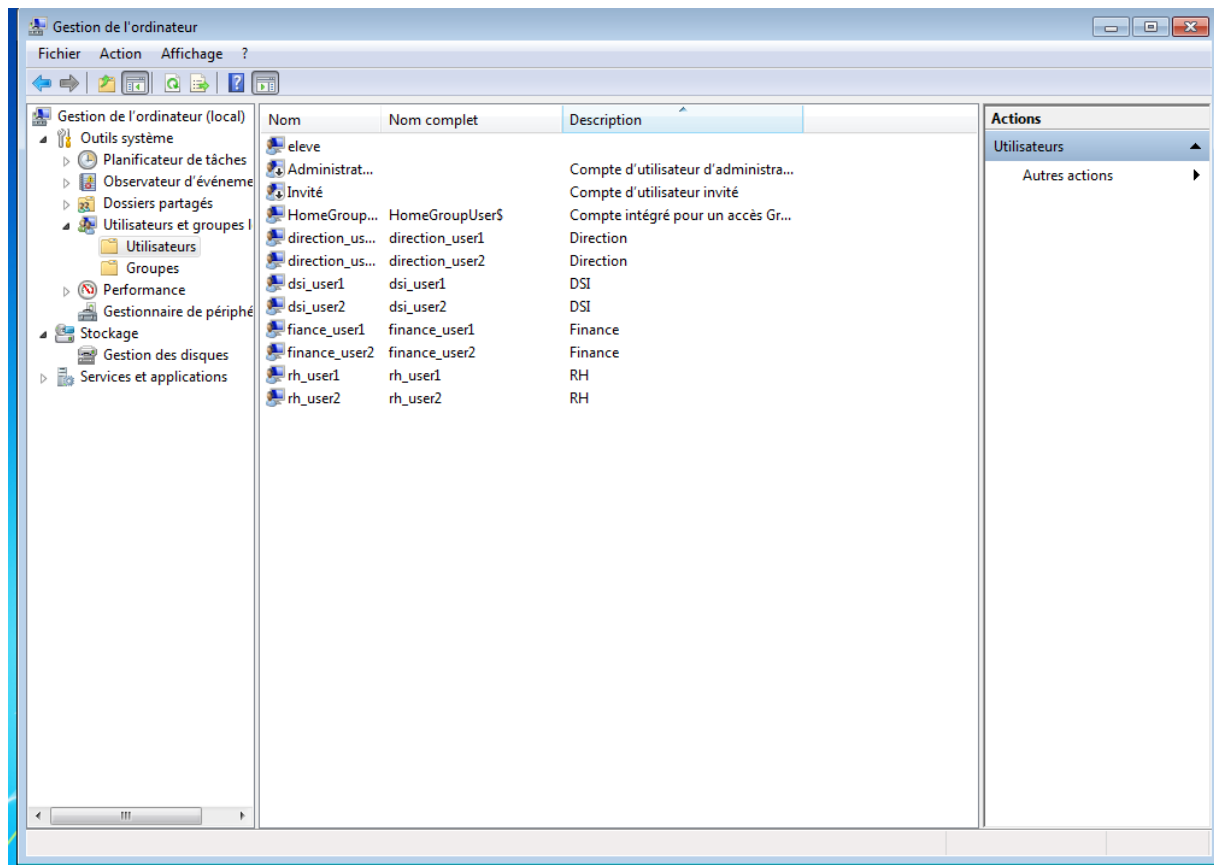 Gestion de l'ordinateur
Fichier Action Affichage ?
Gestion de l'ordinateur (local)
Outils système
Planificateur de tâches
Observateur d'événeme
Dossiers partagés
Utilisateurs et groupes l
Utilisateurs
Groupes
Performance
Gestionnaire de périphé
Stockage
Gestion des disques
Services et applications
Nom Nom complet Description
eleve
Administrat... Compte d'utilisateur d'administra...
Invité Compte d'utilisateur invité
HomeGroup... HomeGroupUser$ Compte intégré pour un accès Gr...
direction_us... direction_user1 Direction
direction_us... direction_user2 Direction
dsi_user1 dsi_user1 DSI
dsi_user2 dsi_user2 DSI
fiance_user1 finance_user1 Finance
finance_user2 finance_user2 Finance
rh_user1 rh_user1 RH
rh_user2 rh_user2 RH
Actions
Utilisateurs
Autres actions